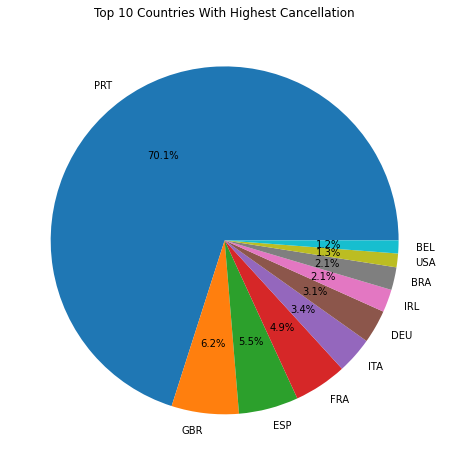 Top 10 Countries With Highest Cancellation
PRT
70.1%
GBR
6.2%
ESP
5.5%
FRA
4.9%
ITA
3.4%
DEU
3.1%
IRL
2.1%
BRA
2.1%
USA
1.3%
BEL
1.2%